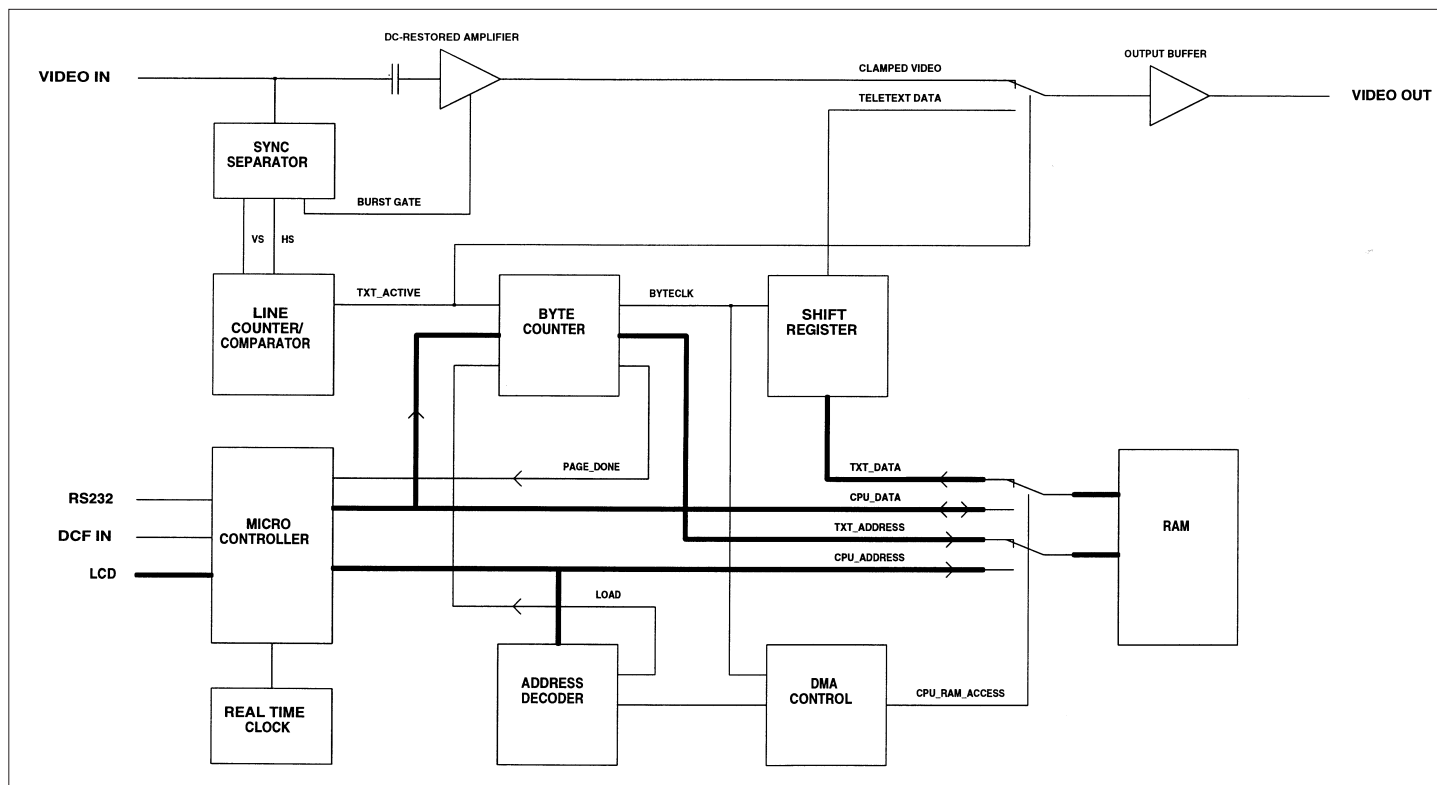 DC-RESTORED AMPLIFIER
OUTPUT BUFFER
VIDEO IN
CLAMPED VIDEO
TELETEXT DATA
VIDEO OUT
SYNC
SEPARATOR
BURST GATE
VS
HS
LINE
COUNTER/
COMPARATOR
TXT_ACTIVE
BYTE
COUNTER
BYTECLK
SHIFT
REGISTER
PAGE_DONE
TXT_DATA
RS232
CPU_DATA
DCF IN
MICRO
CONTROLLER
TXT_ADDRESS
RAM
CPU_ADDRESS
LCD
LOAD
ADDRESS
DECODER
DMA
CONTROL
CPU_RAM_ACCESS
REAL TIME
CLOCK